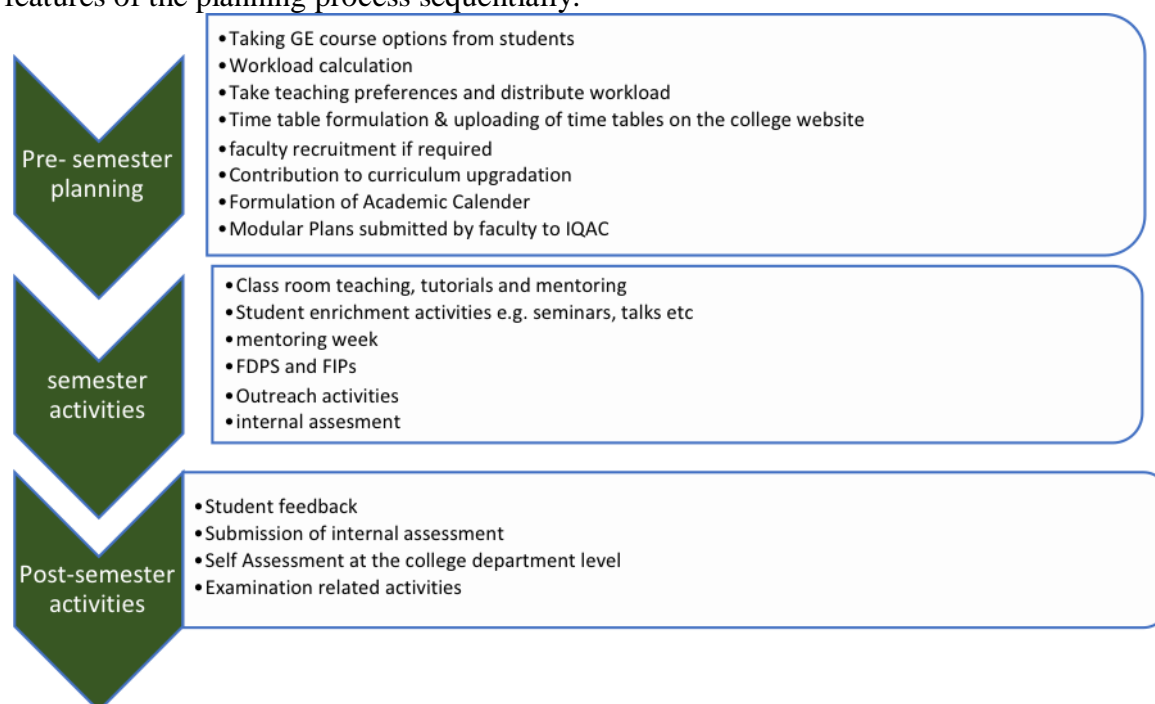 features of the planning process sequentially.
Pre- semester
planning
•Taking GE course options from students
•Workload calculation
•Take teaching preferences and distribute workload
•Time table formulation & uploading of time tables on the college website
•faculty recruitment if required
•Contribution to curriculum upgradation
•Formulation of Academic Calender
•Modular Plans submitted by faculty to IQAC
semester
activities
•Class room teaching, tutorials and mentoring
•Student enrichment activities e.g. seminars, talks etc
•mentoring week
•FDPS and FIPs
•Outreach activities
•internal assesment
Post-semester
activities
•Student feedback
•Submission of internal assessment
•Self Assessment at the college department level
•Examination related activities